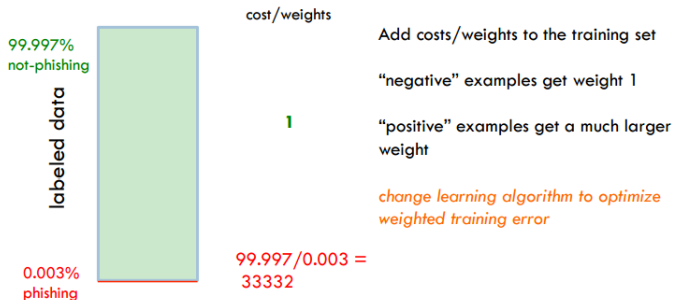 cost/weights
99.997%
not-phishing
labeled data
1
0.003%
phishing
99.997/0.003 =
33332
Add costs/weights to the training set
“negative” examples get weight 1
“positive” examples get a much larger
weight
change learning algorithm to optimize
weighted training error